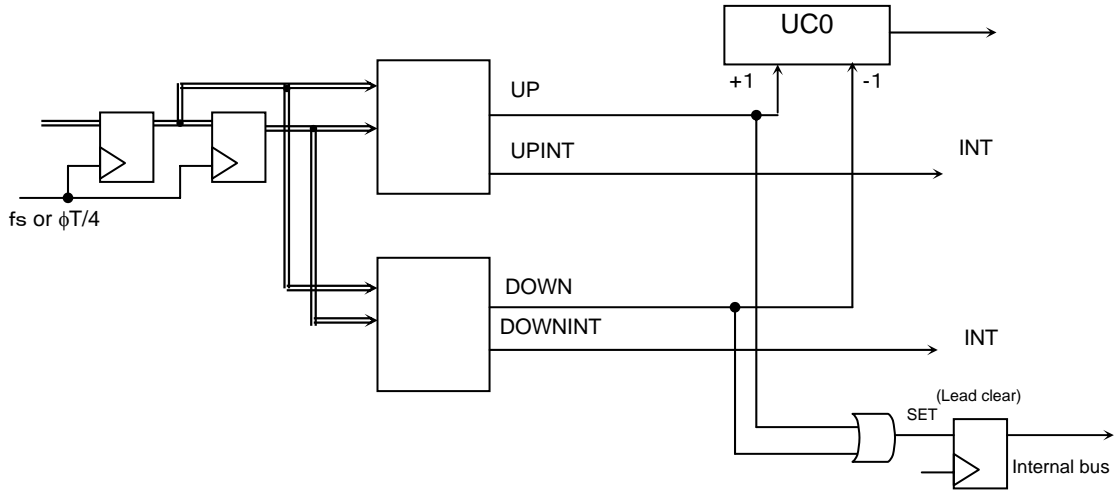 UC0
+1
-1
UP
UPINT
INT
fs or ϕT/4
DOWN
DOWNINT
INT
(Lead clear)
SET
Internal bus